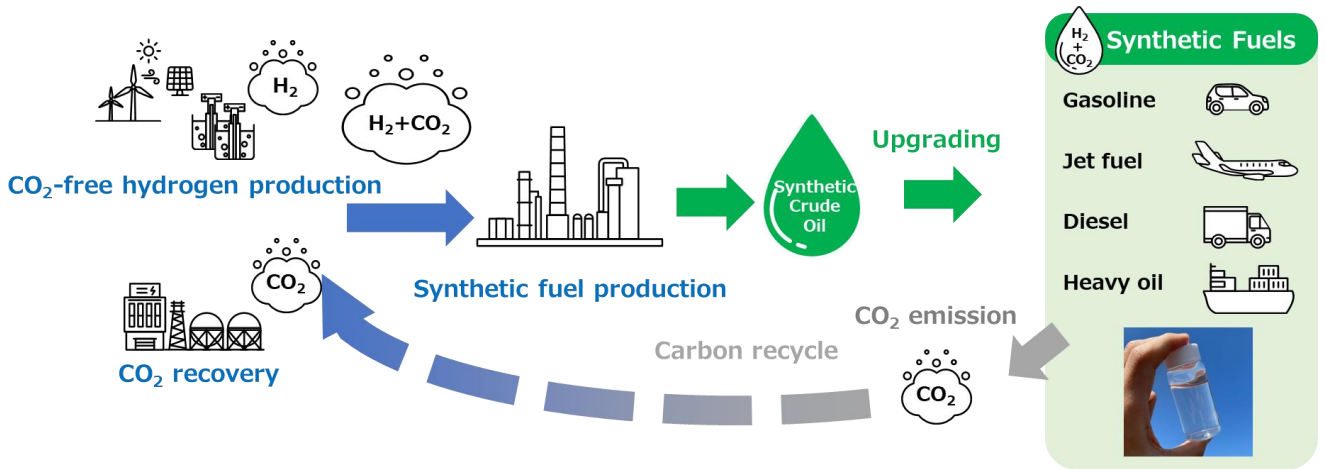 H₂
H₂+CO₂
CO₂-free hydrogen production
CO₂
CO₂ recovery
Synthetic fuel production
Synthetic
Crude
Oil
Upgrading
H₂
+
CO₂
Synthetic Fuels
Gasoline
Jet fuel
Diesel
Heavy oil
CO₂ emission
CO₂
Carbon recycle